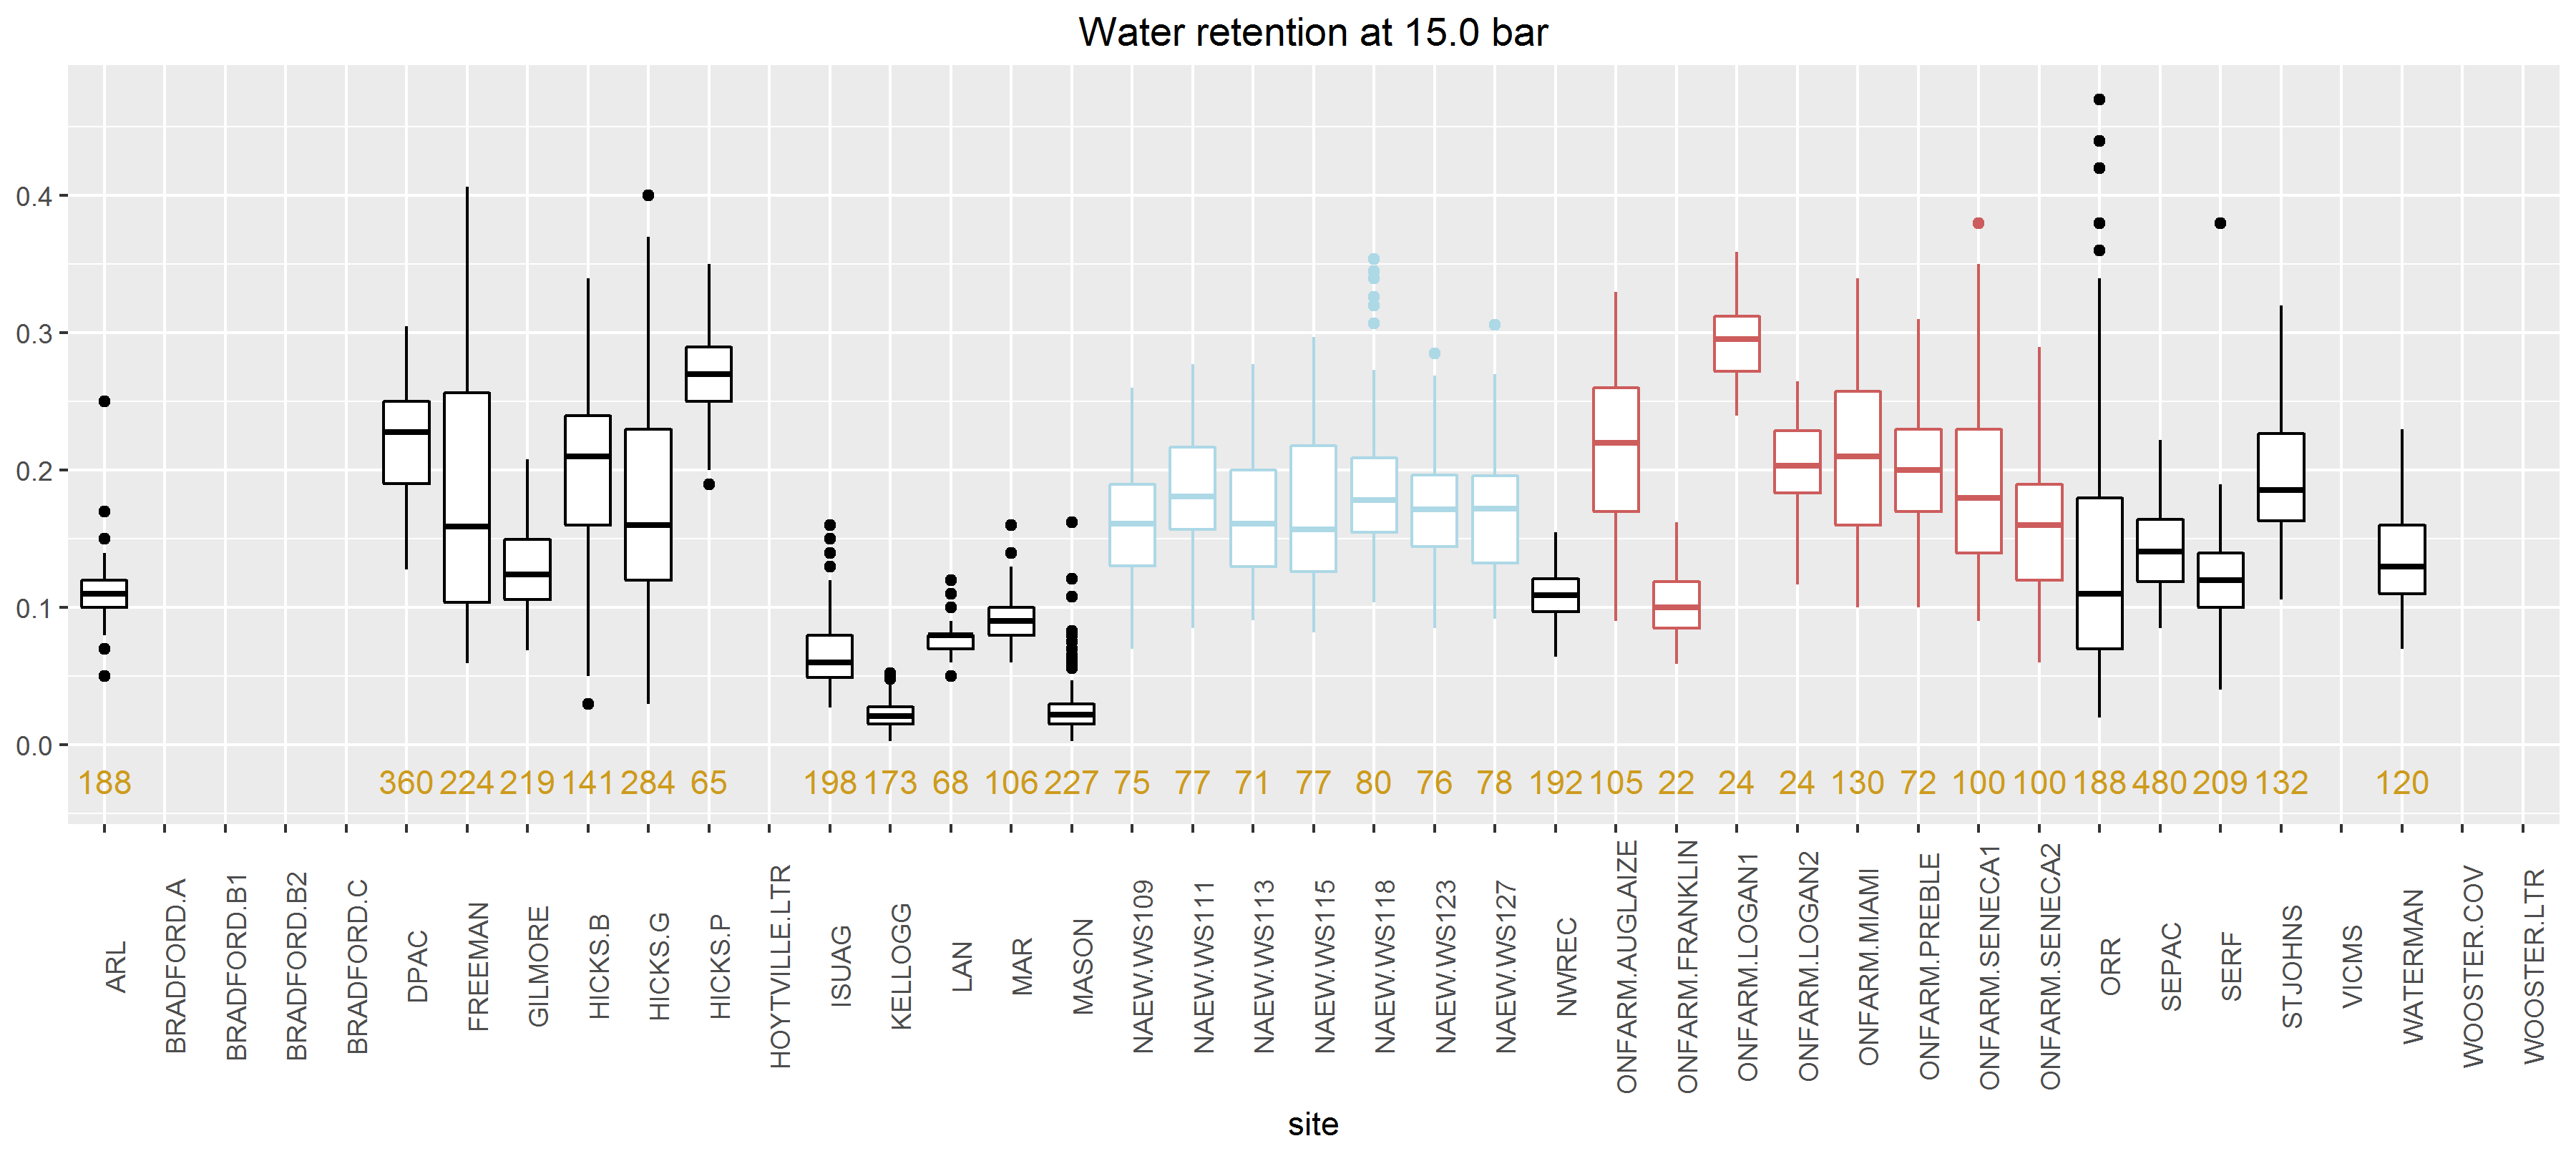 Water retention at 15.0 bar
0.4
0.3
0.2
0.1
0.0
188 360 224 219 141 284 65 198 173 68 106 227 75 77 71 77 80 76 78 192 105 22 24 24 130 72 100 100 188 480 209 132 120
ARL
BRADFORD.A
BRADFORD.B1
BRADFORD.B2
BRADFORD.C
DPAC
FREEMAN
GILMORE
HICKS.B
HICKS.G
HICKS.P
HOYTVILLE.LTR
ISUAG
KELLOGG
LAN
MAR
MASON
NAEW.WS109
NAEW.WS111
NAEW.WS113
NAEW.WS115
NAEW.WS118
NAEW.WS123
NAEW.WS127
NWREC
ONFARM.AUGLAIZE
ONFARM.FRANKLIN
ONFARM.LOGAN1
ONFARM.LOGAN2
ONFARM.MIAMI
ONFARM.PREBLE
ONFARM.SENECA1
ONFARM.SENECA2
ORR
SEPAC
SERF
STJOHNS
VICMS
WATERMAN
WOOSTER.COV
WOOSTER.LTR
site